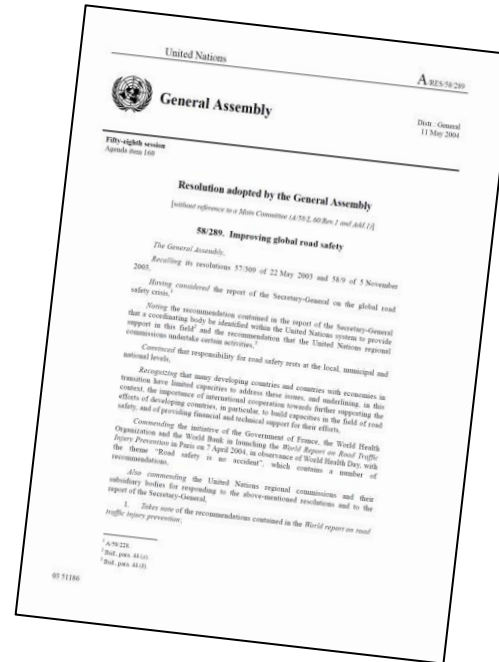 United Nations
A/RES/58/289
General Assembly
Distr.: General
11 May 2004
Fifty-eighth session
Agenda item 160
Resolution adopted by the General Assembly
[without reference to a Main Committee (A/58/L.60/Rev.1 and Add.1)]
58/289. Improving global road safety
The General Assembly,
Recalling its resolutions 57/309 of 22 May 2003 and 58/9 of 5 November
2003,
Having considered the report of the Secretary-General on the global road
safety crisis,1
Noting the recommendation contained in the report of the Secretary-General
that a coordinating body be identified within the United Nations system to provide
support in this field2 and the recommendation that the United Nations regional
commissions undertake certain activities,3
Convinced that responsibility for road safety rests at the local, municipal and
national levels,
Recognizing that many developing countries and countries with economies in
transition have limited capacities to address these issues, and underlining, in this
context, the importance of international cooperation towards further supporting the
efforts of developing countries, in particular, to build capacities in the field of road
safety, and of providing financial and technical support for their efforts,
Commending the initiative of the Government of France, the World Health
Organization and the World Bank in launching the World Report on Road Traffic
Injury Prevention in Paris on 7 April 2004, in observance of World Health Day, with
the theme “Road safety is no accident”, which contains a number of
recommendations,
Also commending the United Nations regional commissions and their
subsidiary bodies for responding to the above-mentioned resolutions and to the
report of the Secretary-General,
1. Takes note of the recommendations contained in the World report on road
traffic injury prevention;
1 A/58/228.
2 Ibid., para. 44 (a).
3 Ibid., para. 44 (b).
03 51186